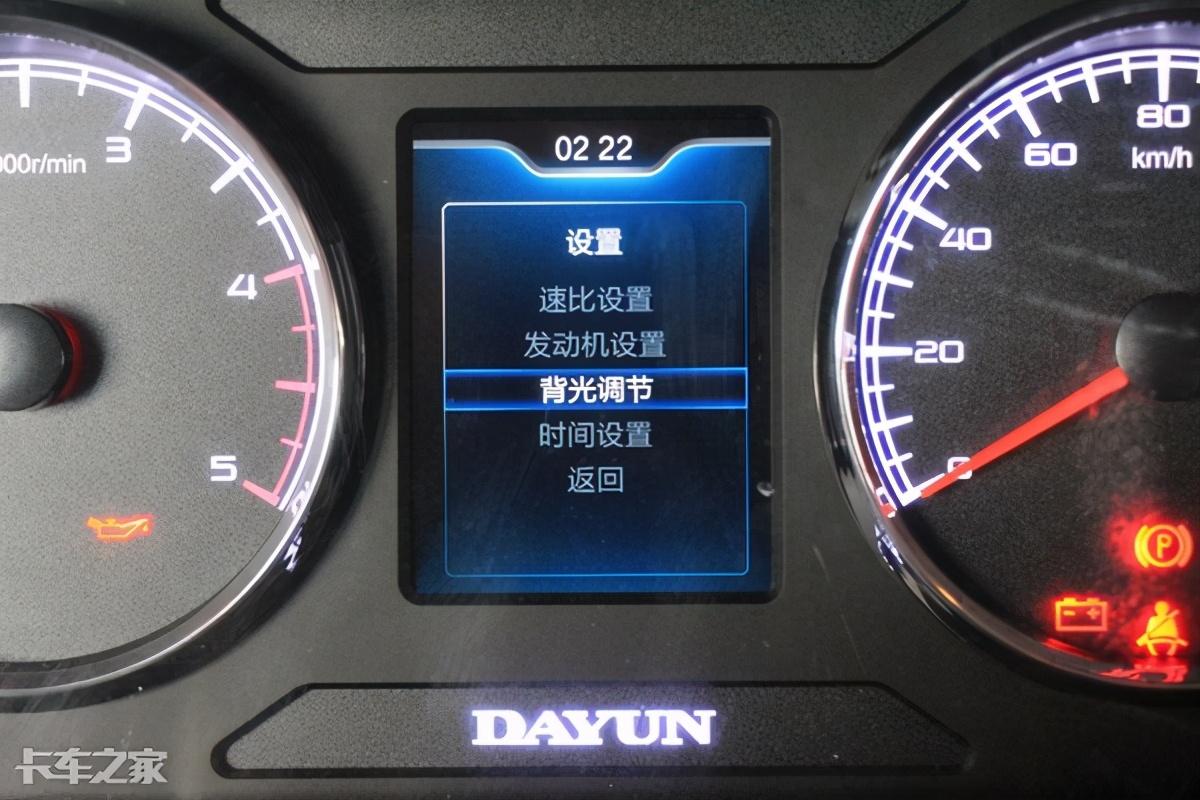 02 22
设置
速比设置
发动机设置
背光调节
时间设置
返回
3
000r/min
4
5
80
60
km/h
40
20
0
P
DAYUN
卡车之家